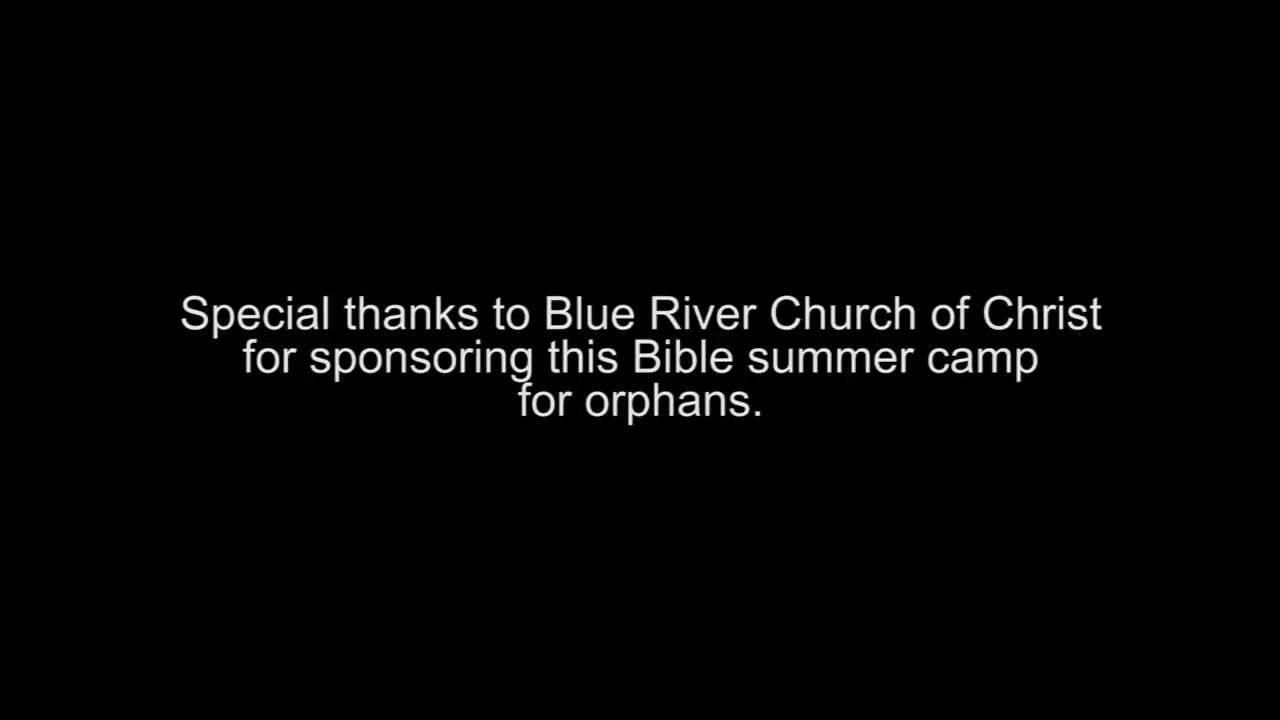 Special thanks to Blue River Church of Christ
for sponsoring this Bible summer camp
for orphans.